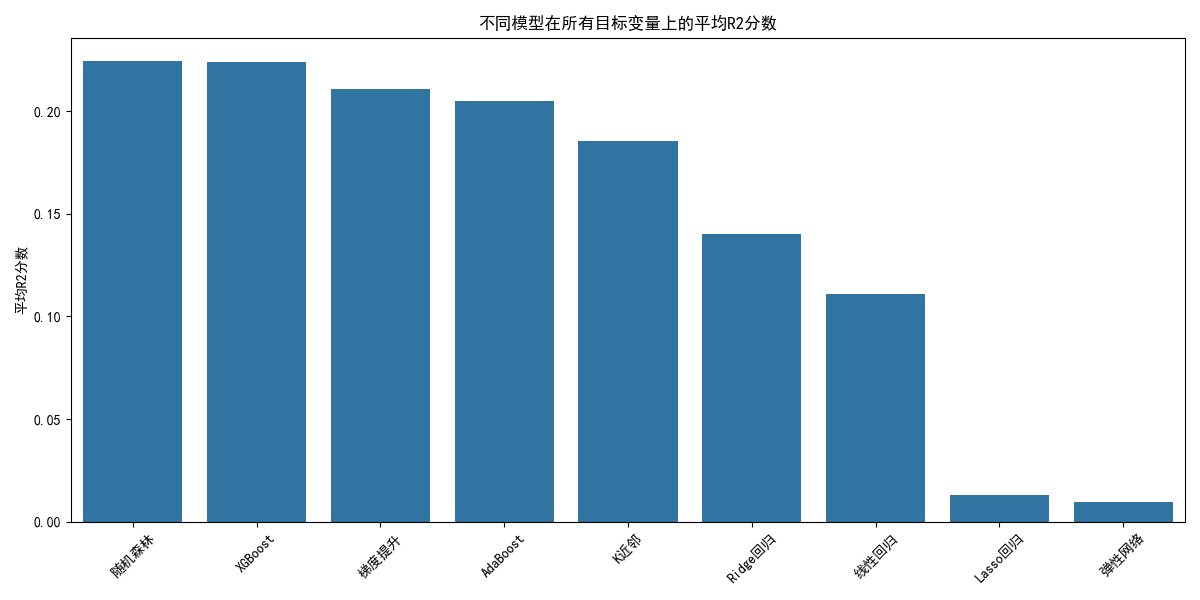 不同模型在所有目标变量上的平均R2分数
平均R2分数
0.20
0.15
0.10
0.05
0.00
随机森林
XGBoost
梯度提升
AdaBoost
K近邻
Ridge回归
线性回归
Lasso回归
弹性网络